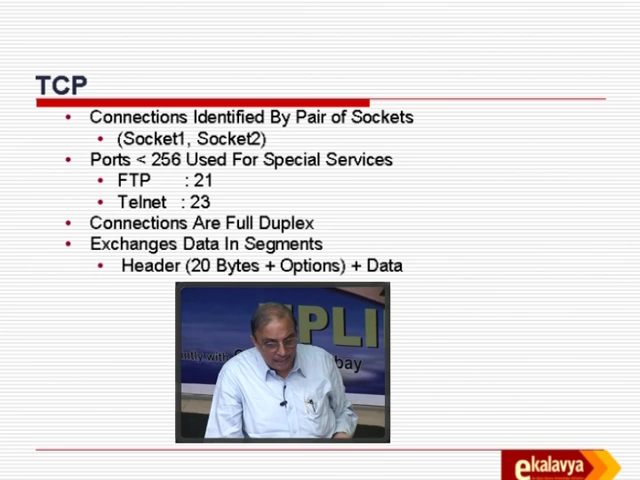 TCP
• Connections Identified By Pair of Sockets
• (Socket1, Socket2)
• Ports < 256 Used For Special Services
• FTP : 21
• Telnet : 23
• Connections Are Full Duplex
• Exchanges Data In Segments
• Header (20 Bytes + Options) + Data
ekalavya